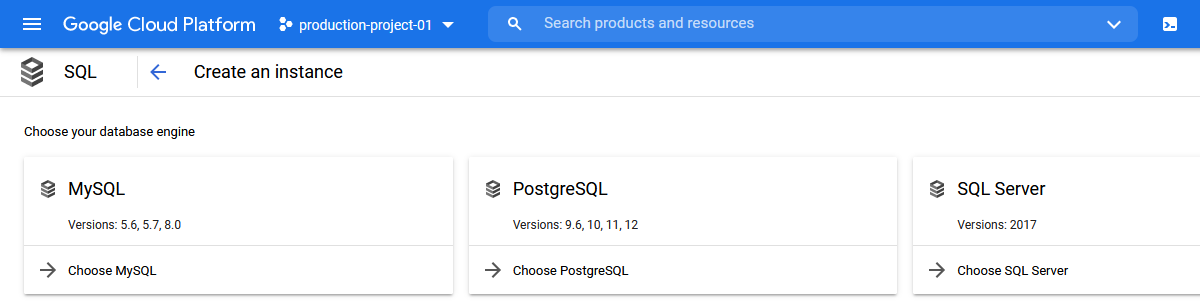 Google Cloud Platform production-project-01 Search products and resources
SQL Create an instance
Choose your database engine
MySQL
Versions: 5.6, 5.7, 8.0
Choose MySQL
PostgreSQL
Versions: 9.6, 10, 11, 12
Choose PostgreSQL
SQL Server
Versions: 2017
Choose SQL Server